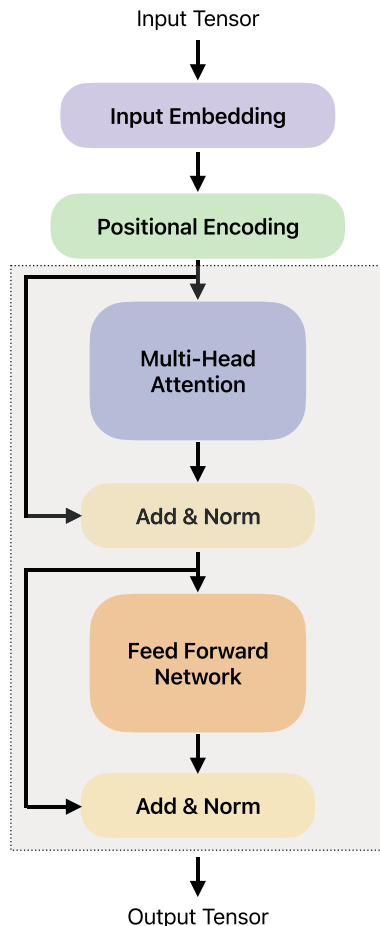 Input Tensor
Input Embedding
Positional Encoding
Multi-Head
Attention
Add & Norm
Feed Forward
Network
Add & Norm
Output Tensor